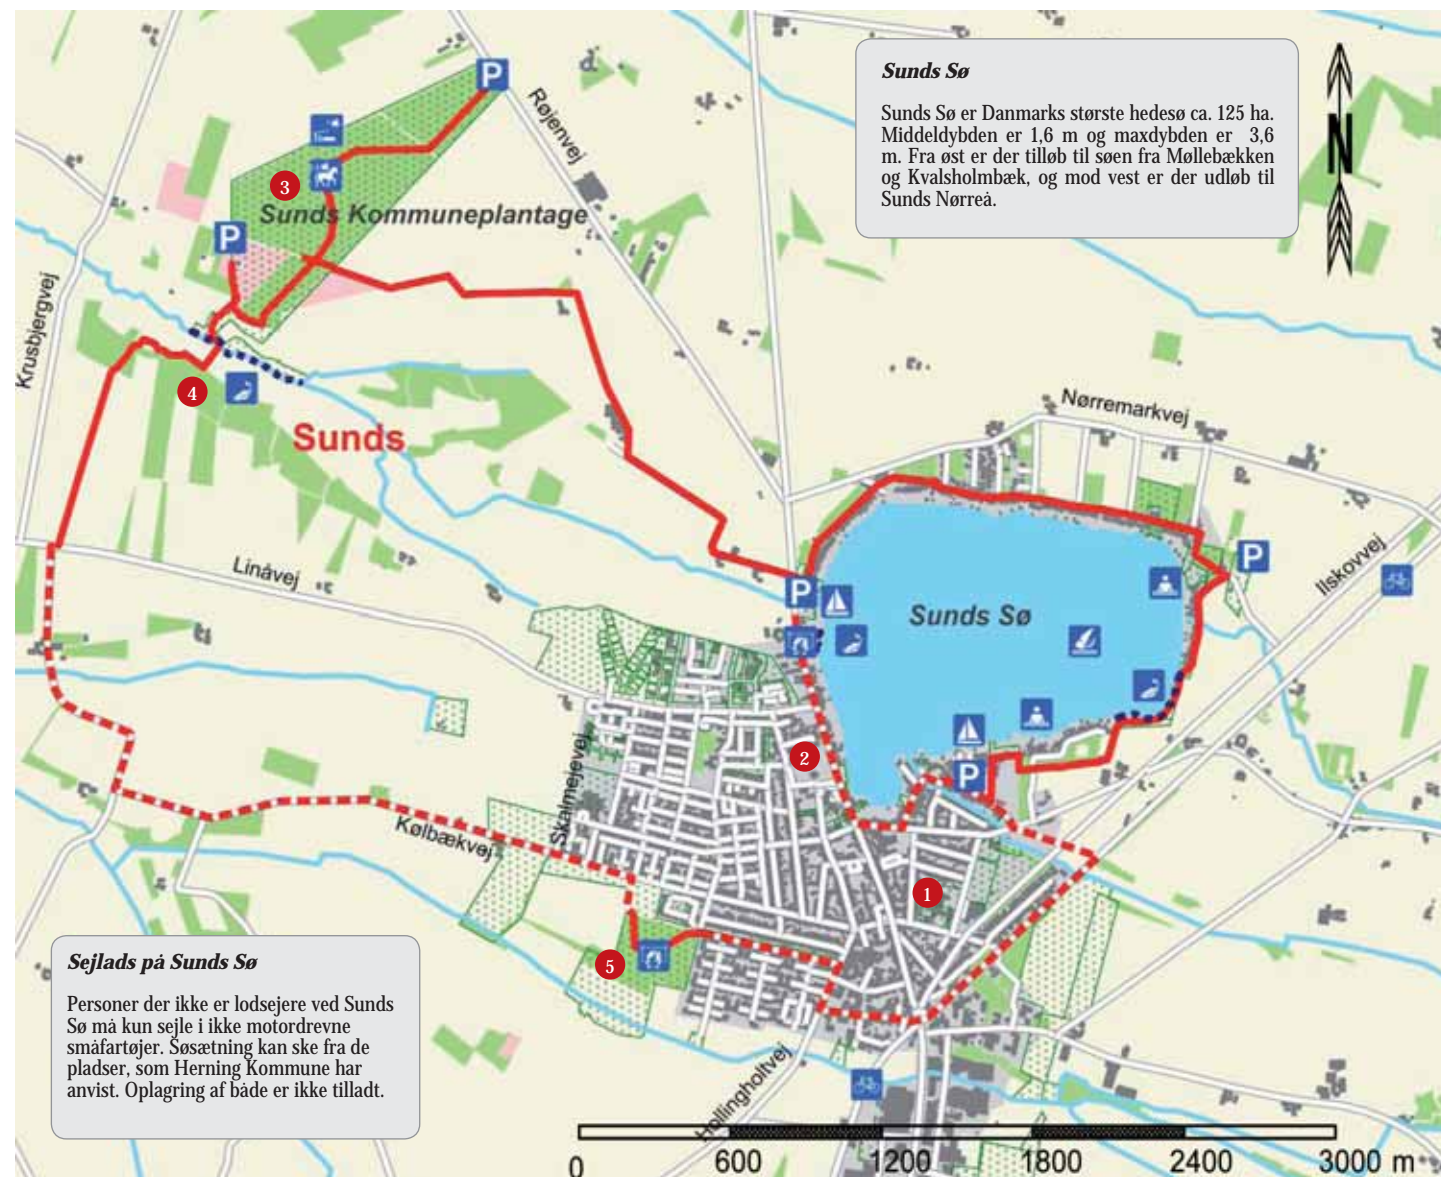 Sunds Sø
Sunds Sø er Danmarks største hedesø ca. 125 ha.
Middeldybden er 1,6 m og maxdybden er 3,6
m. Fra øst er der tilløb til søen fra Møllebækken
og Kvalsholmbæk, og mod vest er der udløb til
Sunds Nørreå.
N
P
Røjenvej
3
Sunds Kommuneplantage
P
Krusbjergvej
4
Sunds
Nørremarkvej
Linåvej
P
P
Ilskovvej
Sunds Sø
Skalmejevej
2
P
Kølbækvej
1
5
Sejlads på Sunds Sø
Personer der ikke er lodsejere ved Sunds
Sø må kun sejle i ikke motordrevne
småfartøjer. Søsætning kan ske fra de
pladser, som Herning Kommune har
anvist. Oplagring af både er ikke tilladt.
Hollingholtvej
0 600 1200 1800 2400 3000 m